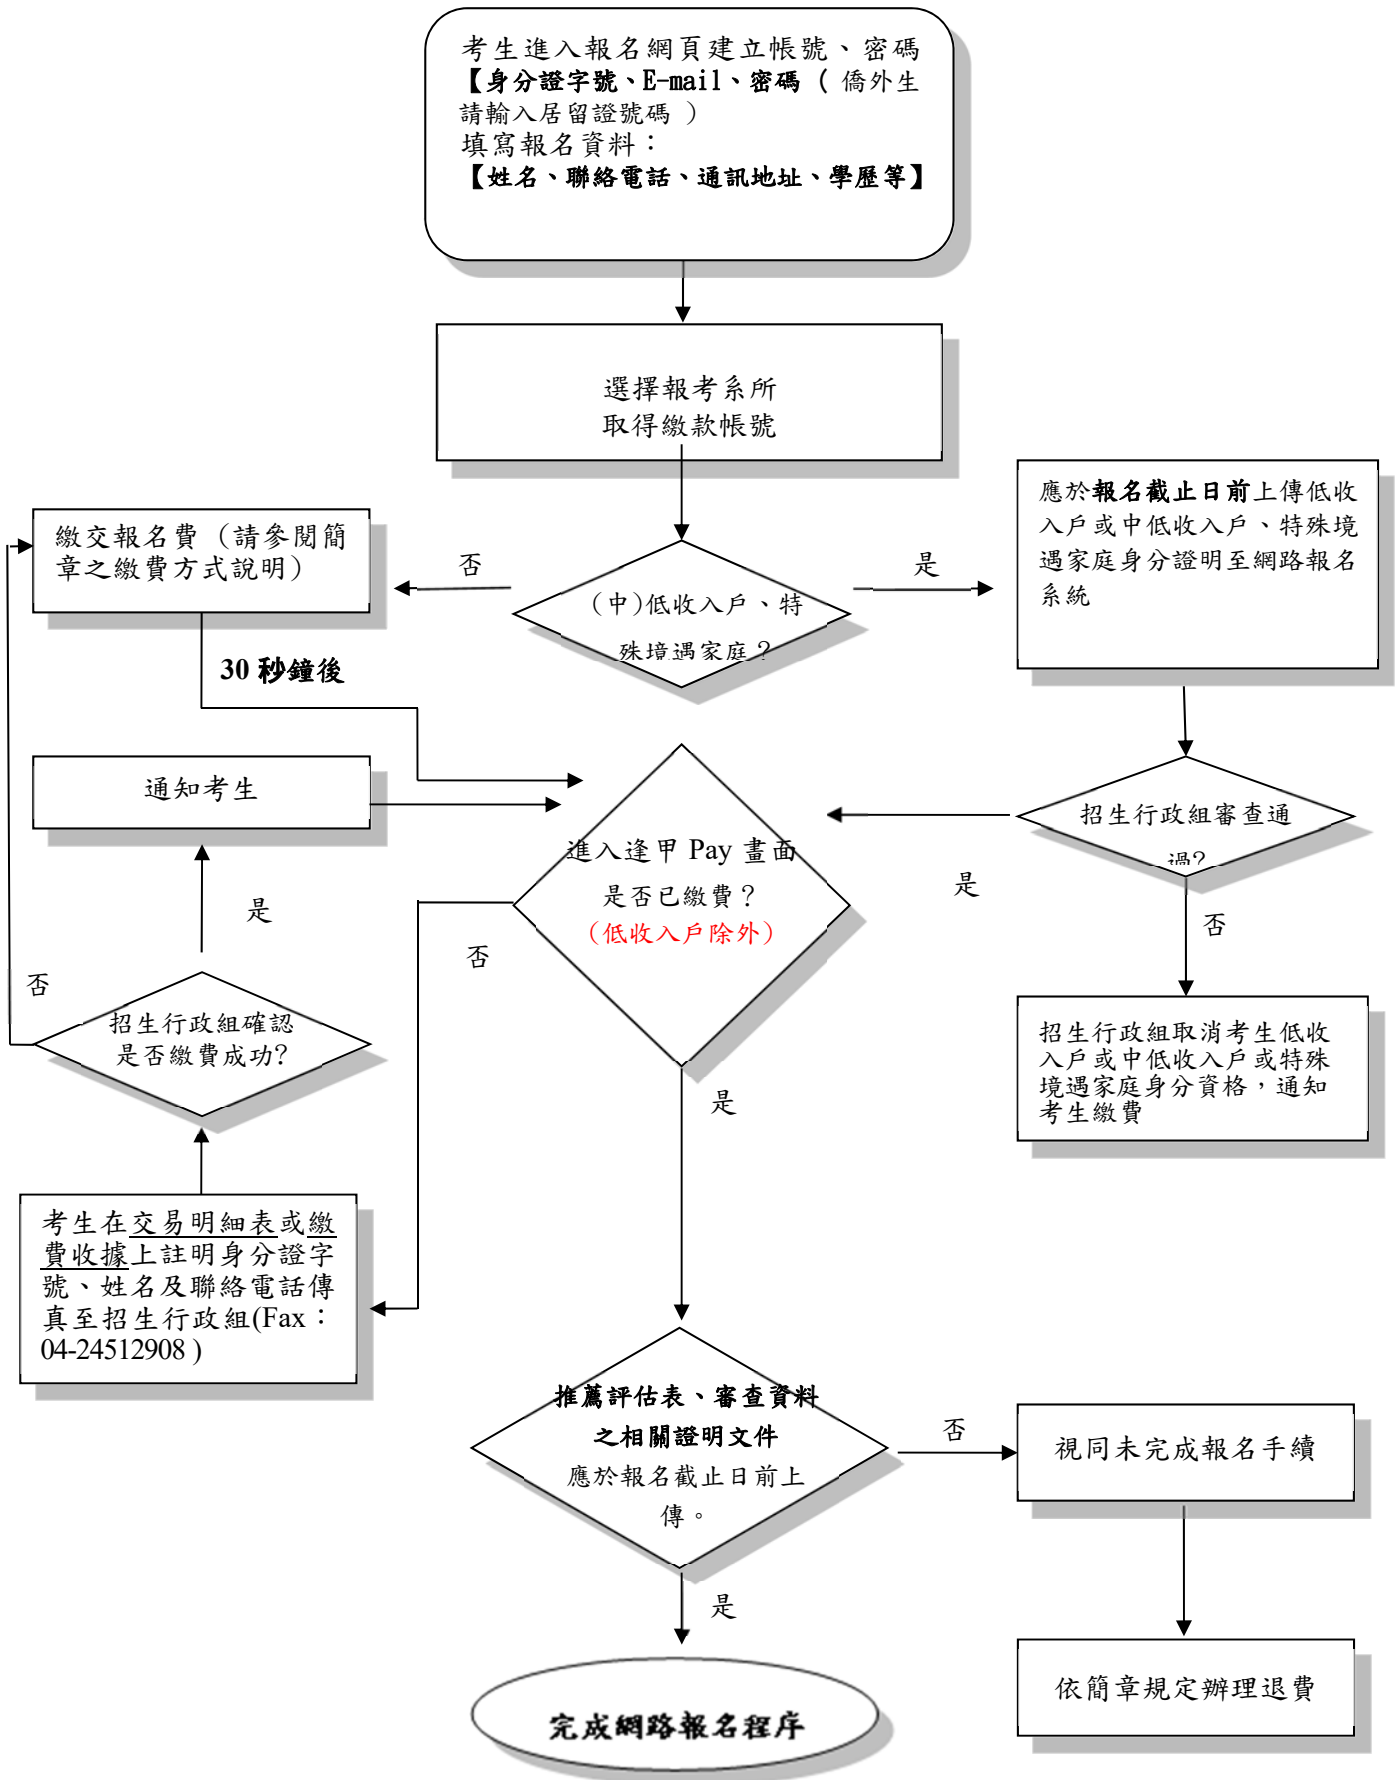 考生進入報名網頁建立帳號、密碼
【身分證字號、E-mail、密碼 ( 僑外生
請輸入居留證號碼 )
填寫報名資料：
【姓名、聯絡電話、通訊地址、學歷等】
選擇報考系所
取得繳款帳號
應於報名截止日前上傳低收
入戶或中低收入戶、特殊境
遇家庭身分證明至網路報名
系統
繳交報名費（請參閱簡
章之繳費方式說明）
否
是
（中)低收入戶、特
殊境遇家庭？
30 秒鐘後
通知考生
招生行政組審查通
過?
進入逢甲 Pay 畫面
是否已繳費？
（低收入戶除外）
是
是
否
否
否
招生行政組確認
是否繳費成功?
招生行政組取消考生低收
入戶或中低收入戶或特殊
境遇家庭身分資格，通知
考生繳費
是
考生在交易明細表或繳
費收據上註明身分證字
號、姓名及聯絡電話傳
真至招生行政組(Fax：
04-24512908 )
推薦評估表、審查資料
之相關證明文件
應於報名截止日前上
傳。
否
視同未完成報名手續
是
依簡章規定辦理退費
完成網路報名程序